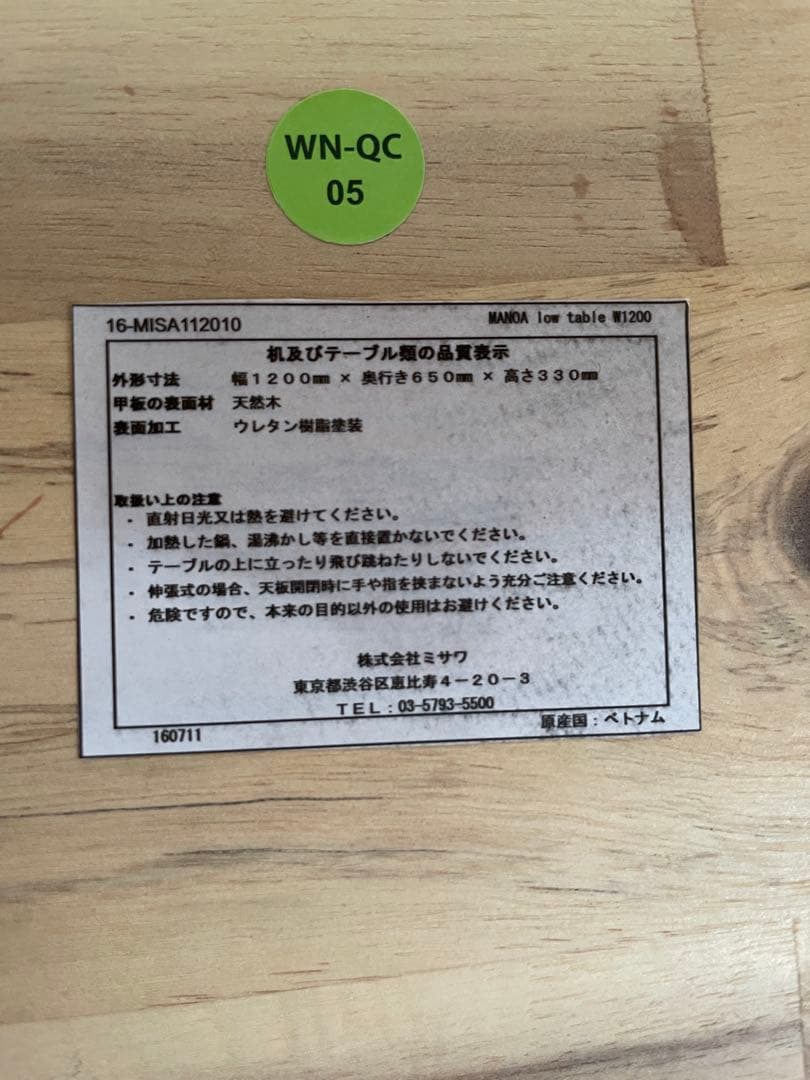 WN-QC
05
16-MISA112010
MANOA low table W1200
机及びテーブル類の品質表示
外形寸法 幅1200㎜ × 奥行き650㎜ × 高さ330㎜
甲板の表面材 天然木
表面加工 ウレタン樹脂塗装
取扱い上の注意
・ 直射日光又は熱を避けてください。
・ 加熱した鍋、湯沸かし等を直接置かないでください。
・ テーブルの上に立ったり飛び跳ねたりしないでください。
・ 伸張式の場合、天板開閉時に手や指を挟まないよう充分ご注意ください。
・ 危険ですので、本来の目的以外の使用はお避けください。
株式会社ミサワ
東京都渋谷区恵比寿4-20-3
TEL:03-5793-5500
160711
原産国:ベトナム